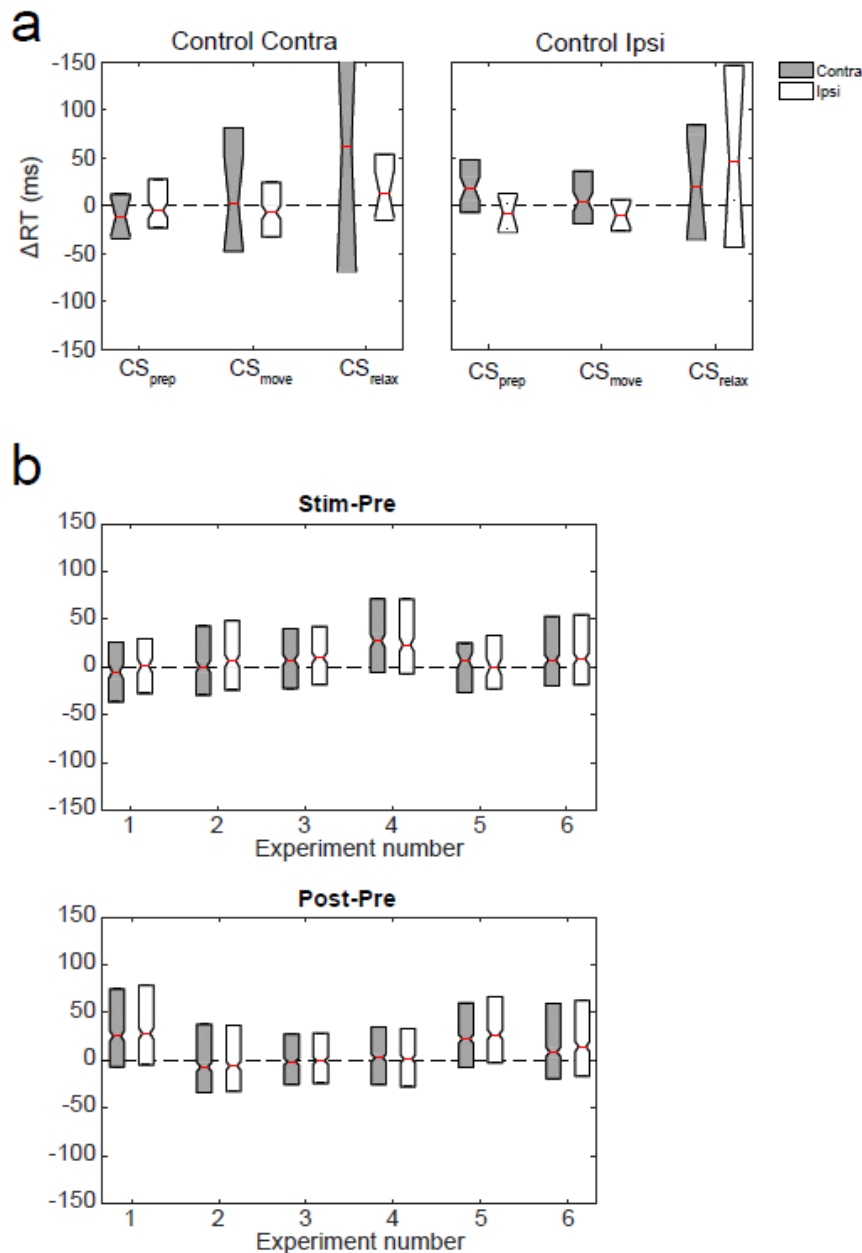 a
Control Contra
Control Ipsi
Contra
Ipsi
ΔRT (ms)
-150
100
50
0
-50
-100
-150
CSprep
CSmove
CSrelax
CSprep
CSmove
CSrelax
b
Stim-Pre
150
100
50
0
-50
-100
-150
1 2 3 4 5 6
Experiment number
Post-Pre
150
100
50
0
-50
-100
-150
1 2 3 4 5 6
Experiment number